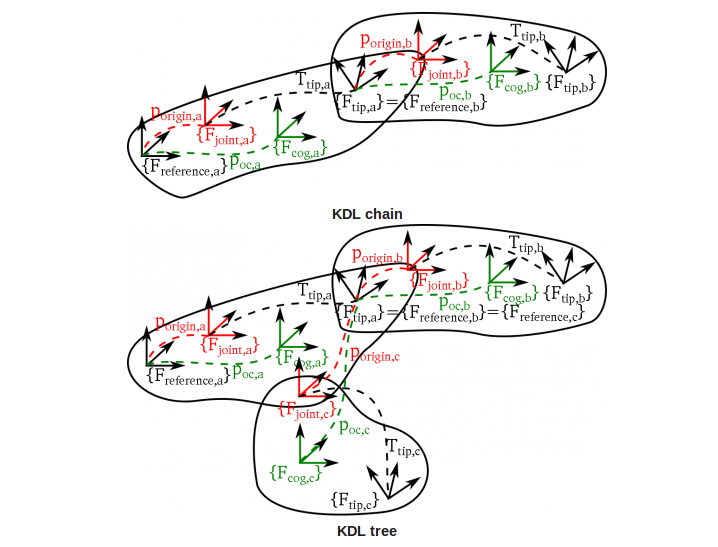 p_origin,b
T_tip,b
{F_joint,b}
T_tip,a
{F_cog,b} {F_tip,b}
p_oc,b
{F_tip,a}={F_reference,b}
p_origin,a
{F_joint,a}
{F_cog,a}
{F_reference,a} p_oc,a
KDL chain
p_origin,b
T_tip,b
{F_joint,b}
T_tip,a
{F_cog,b} {F_tip,b}
p_oc,b
{F_tip,a}={F_reference,b}={F_reference,c}
p_origin,a
{F_joint,a}
{F_cog,a}
p_origin,c
{F_reference,a} p_oc,a
{F_joint,c}
p_oc,c
T_tip,c
{F_cog,c}
{F_tip,c}
KDL tree